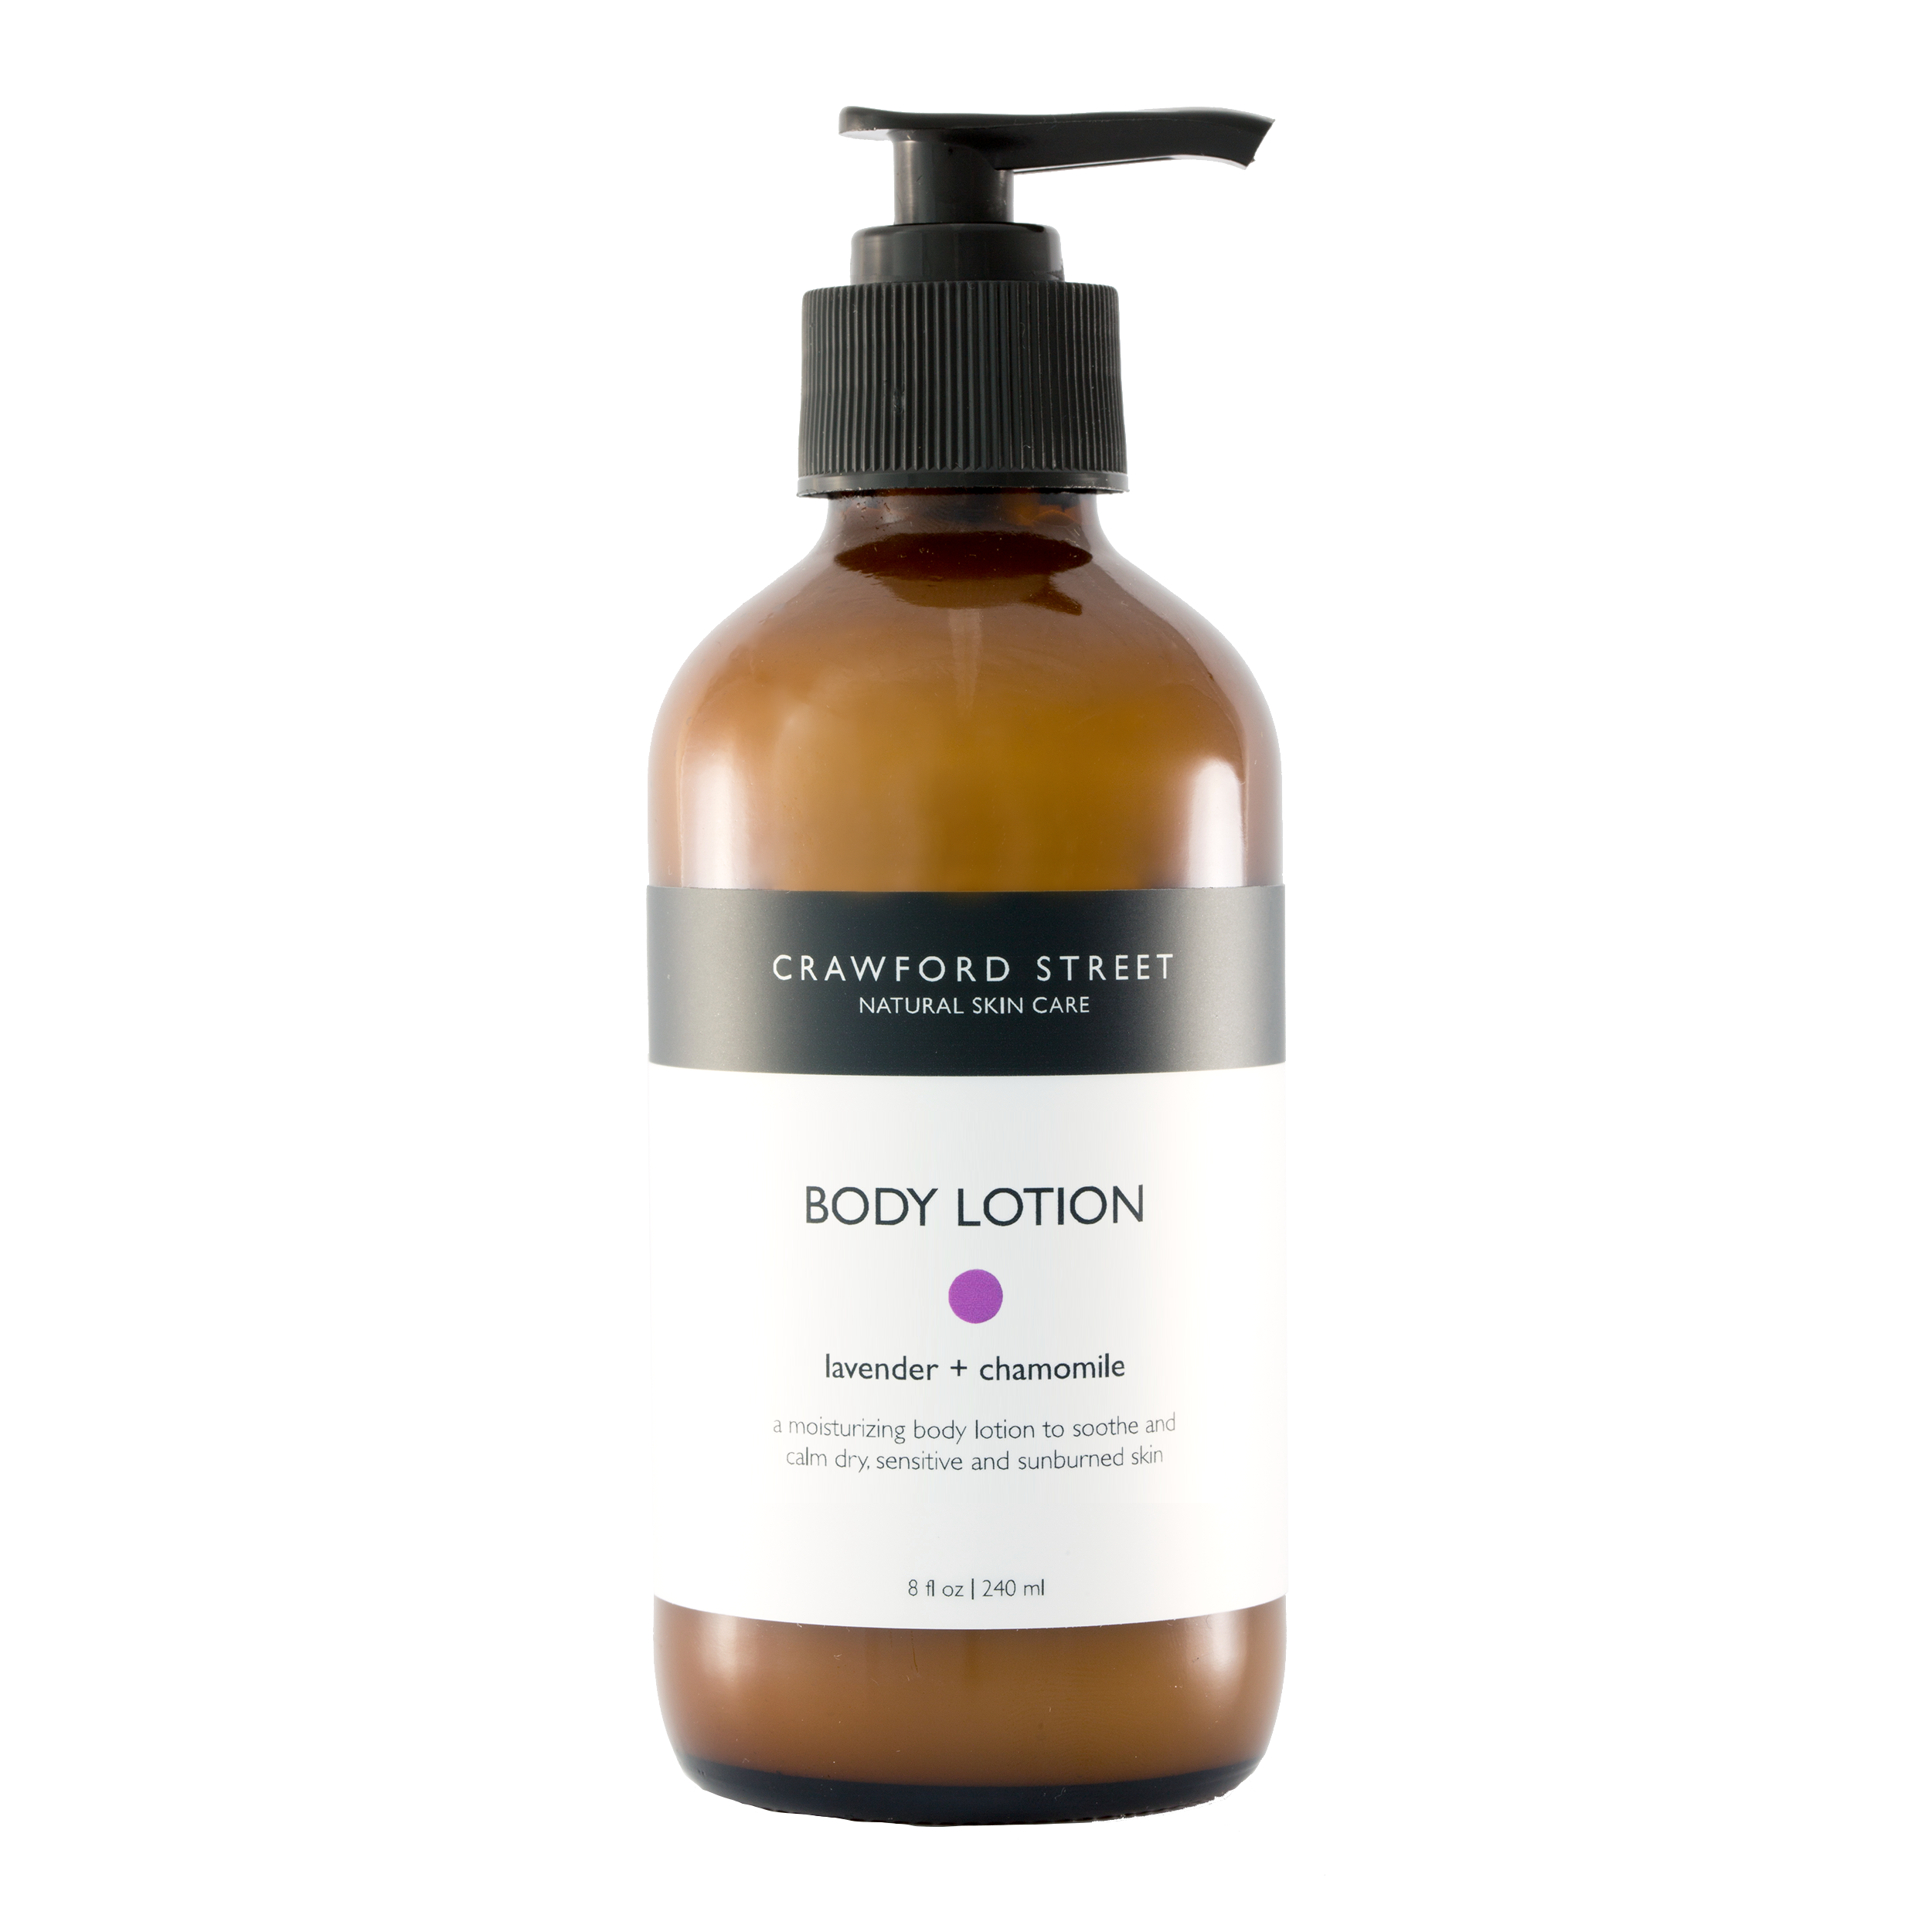 CRAWFORD STREET
NATURAL SKIN CARE
BODY LOTION
lavender + chamomile
a moisturizing body lotion to soothe and
calm dry, sensitive and sunburned skin
8 fl oz | 240 ml